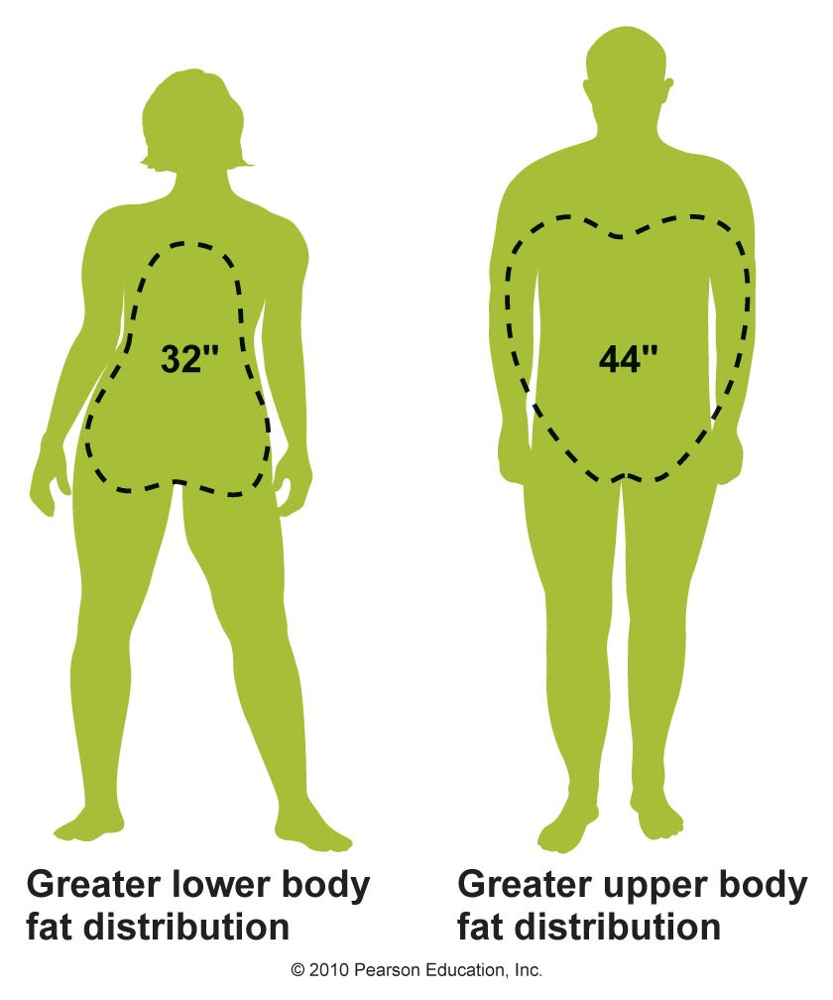 32"
44"
Greater lower body
fat distribution
Greater upper body
fat distribution
© 2010 Pearson Education, Inc.